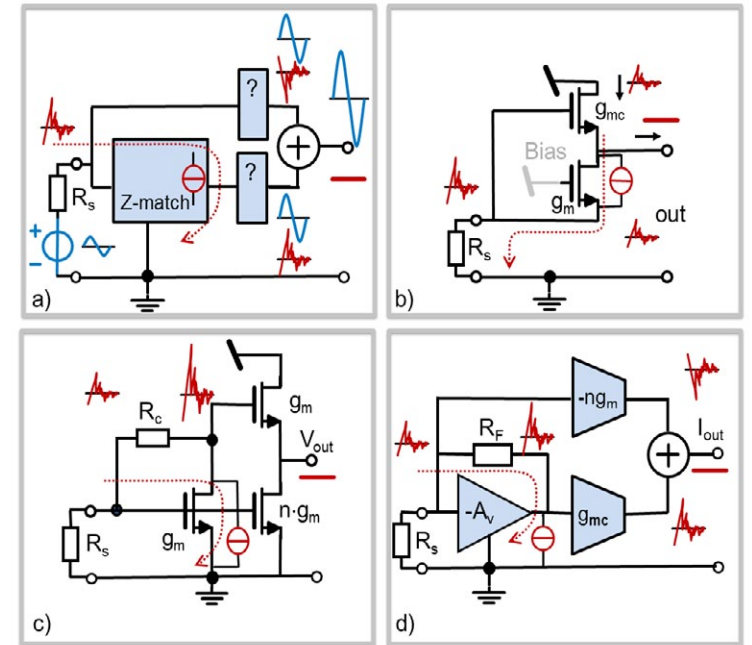 ?
+
?
Z-match
Rs
+
–
a)
gmc
Bias
gm
out
Rs
b)
Rc
gm
Vout
gm
n·gm
Rs
c)
-ngm
RF
Iout
+
-Av
gmc
Rs
d)